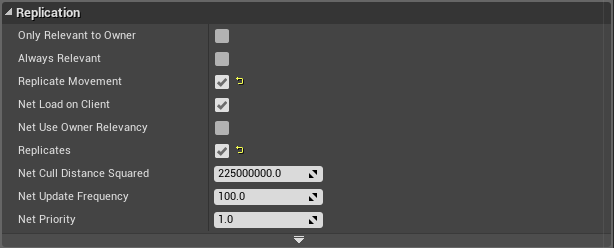 Replication
Only Relevant to Owner
Always Relevant
Replicate Movement
Net Load on Client
Net Use Owner Relevancy
Replicates
Net Cull Distance Squared 225000000.0
Net Update Frequency 100.0
Net Priority 1.0